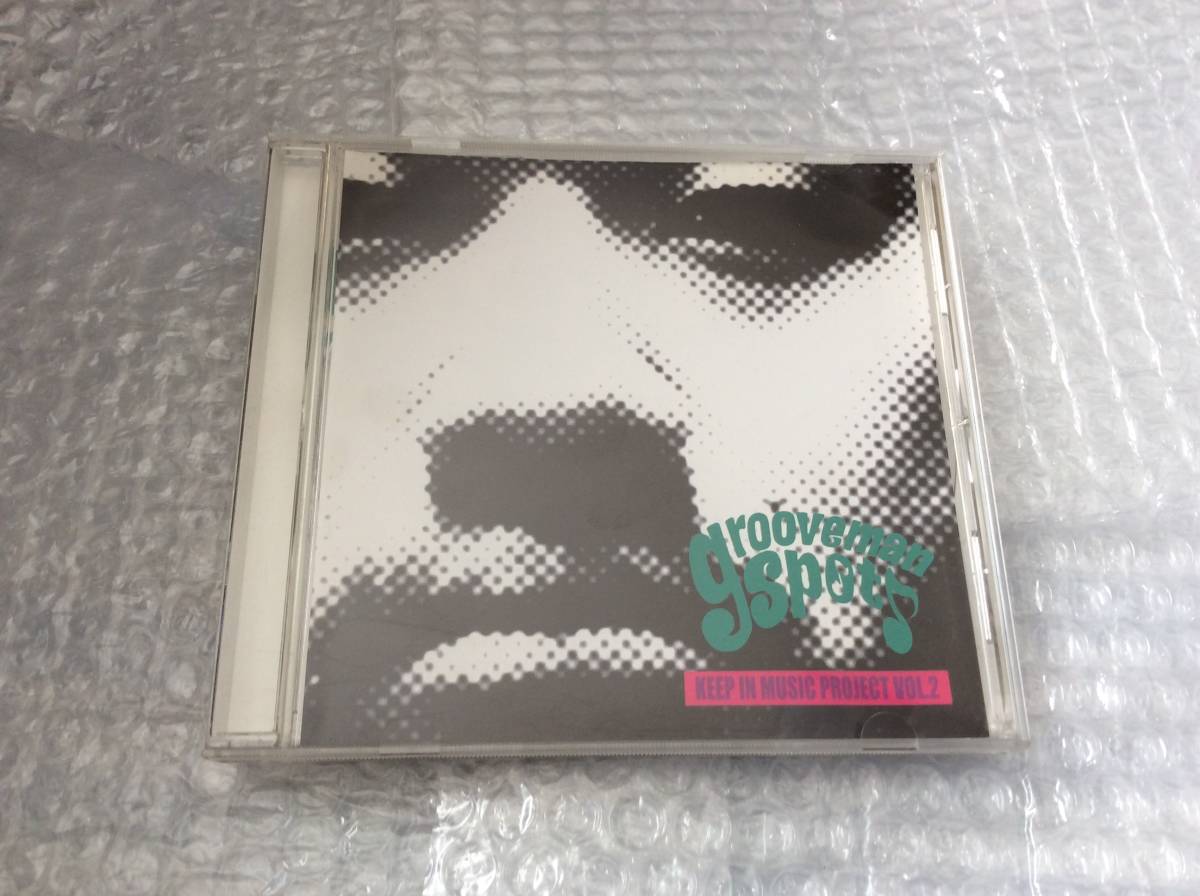 grooveman
spot
KEEP IN MUSIC PROJECT VOL.2